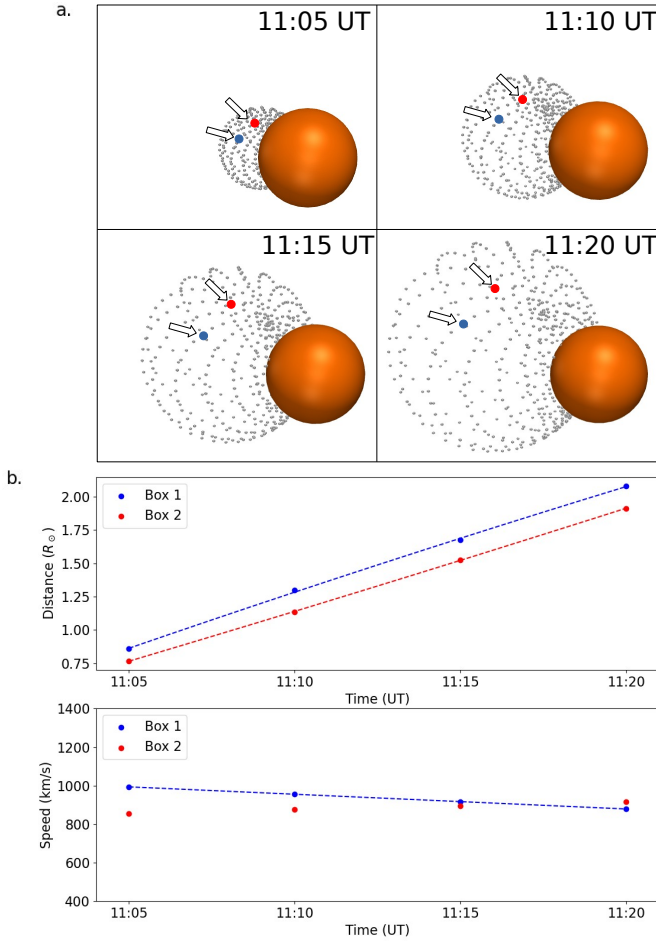 a.
11:05 UT
11:10 UT
11:15 UT
11:20 UT
b.
Distance (R⊙)
2.00
1.75
1.50
1.25
1.00
0.75
Box 1
Box 2
11:05 11:10 11:15 11:20
Time (UT)
Speed (km/s)
1400
1200
1000
800
600
400
Box 1
Box 2
11:05 11:10 11:15 11:20
Time (UT)